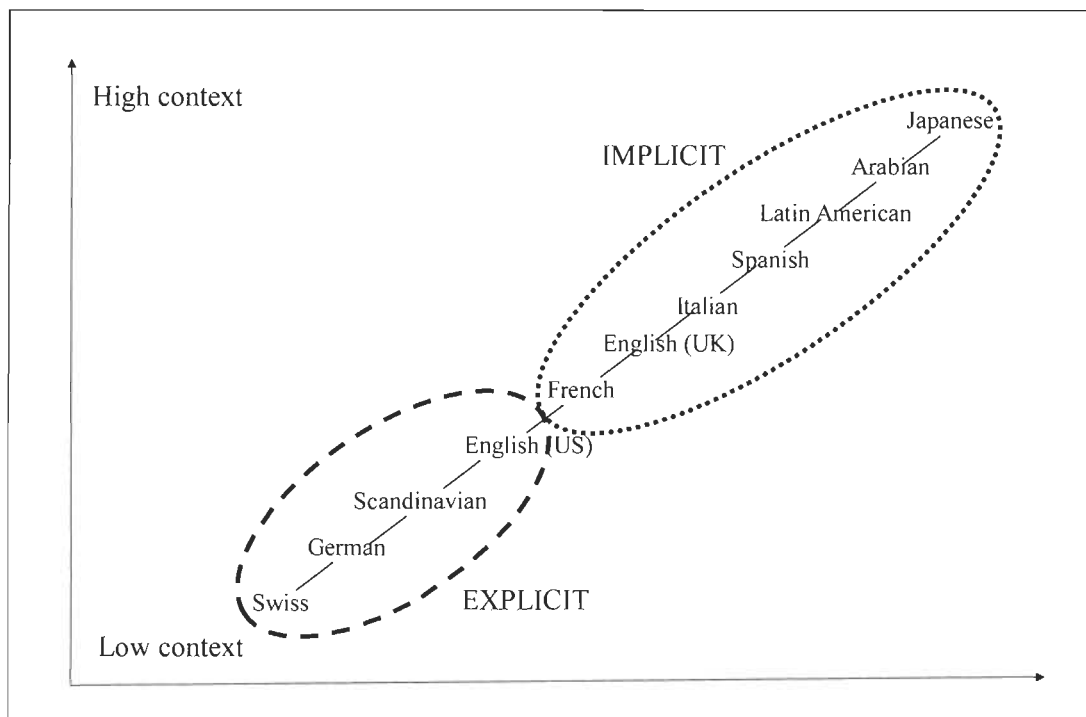 High context
Japanese
IMPLICIT
Arabian
Latin American
Spanish
Italian
English (UK)
French
English (US)
Scandinavian
German
Swiss
EXPLICIT
Low context